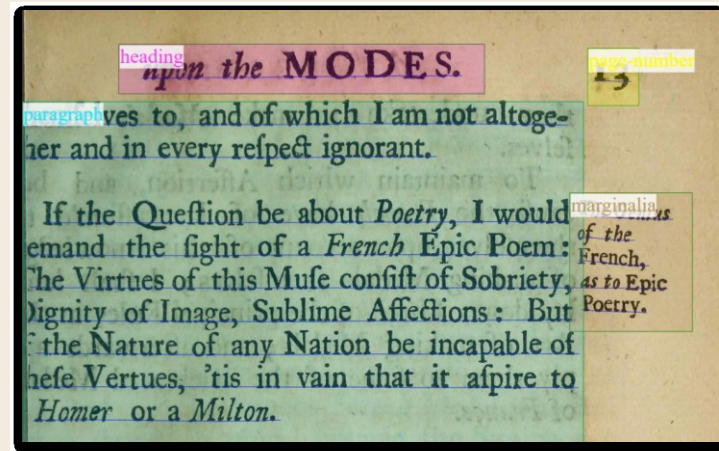 heading
upon the MODES.
page-number
13
paragraph
ves to, and of which I am not altoge-
her and in every reſpect ignorant.
If the Queſtion be about Poetry, I would
emand the ſight of a French Epic Poem:
The Virtues of this Muſe conſiſt of Sobriety,
Dignity of Image, Sublime Affections: But
the Nature of any Nation be incapable of
heſe Vertues, 'tis in vain that it aſpire to
Homer or a Milton.
marginalia
of the
French,
as to Epic
Poetry.